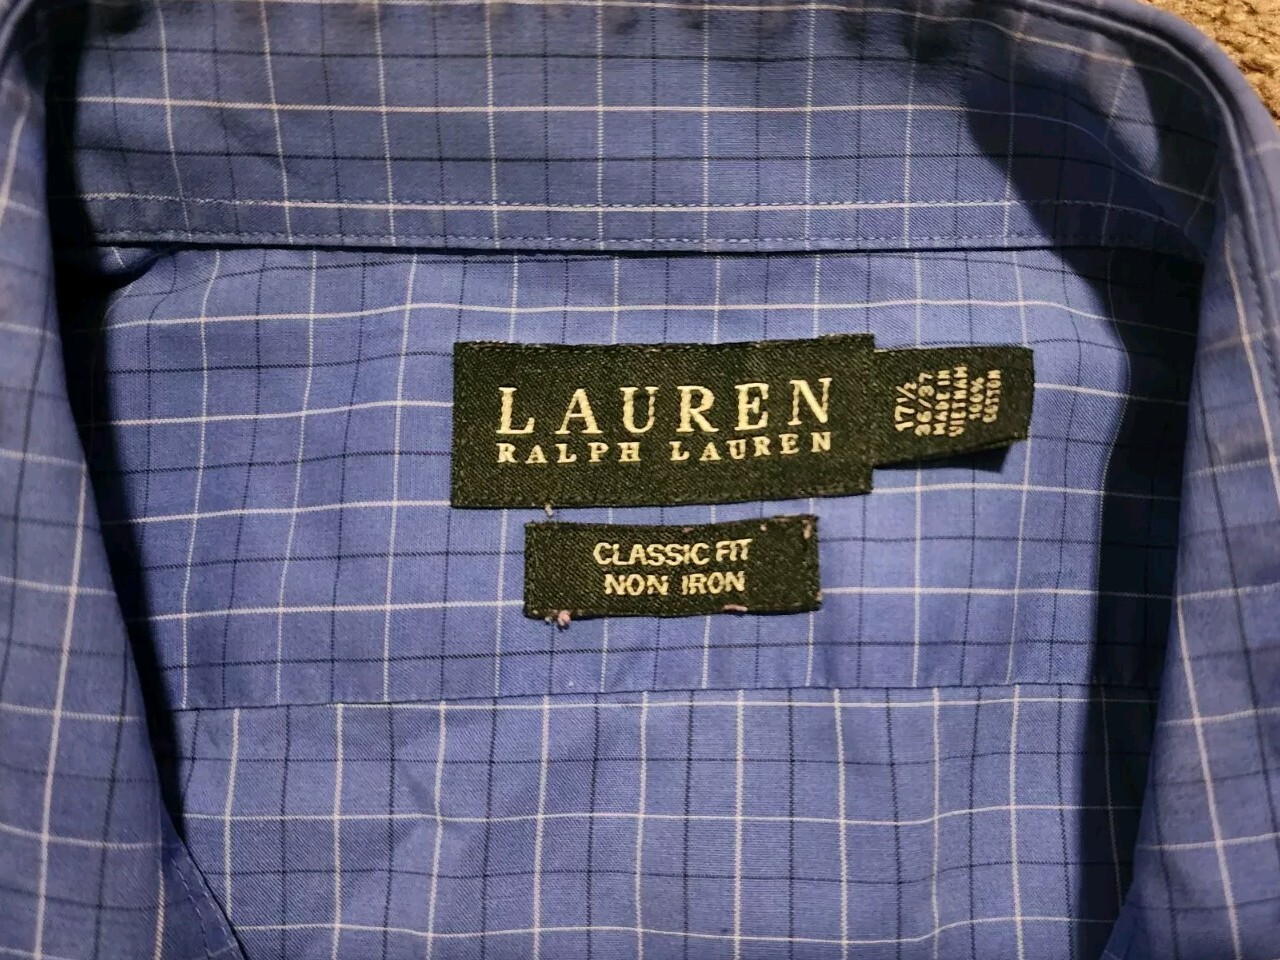 LAUREN
RALPH LAUREN
17½
36/37
MADE IN
VIETNAM
100%
COTTON
CLASSIC FIT
NON IRON